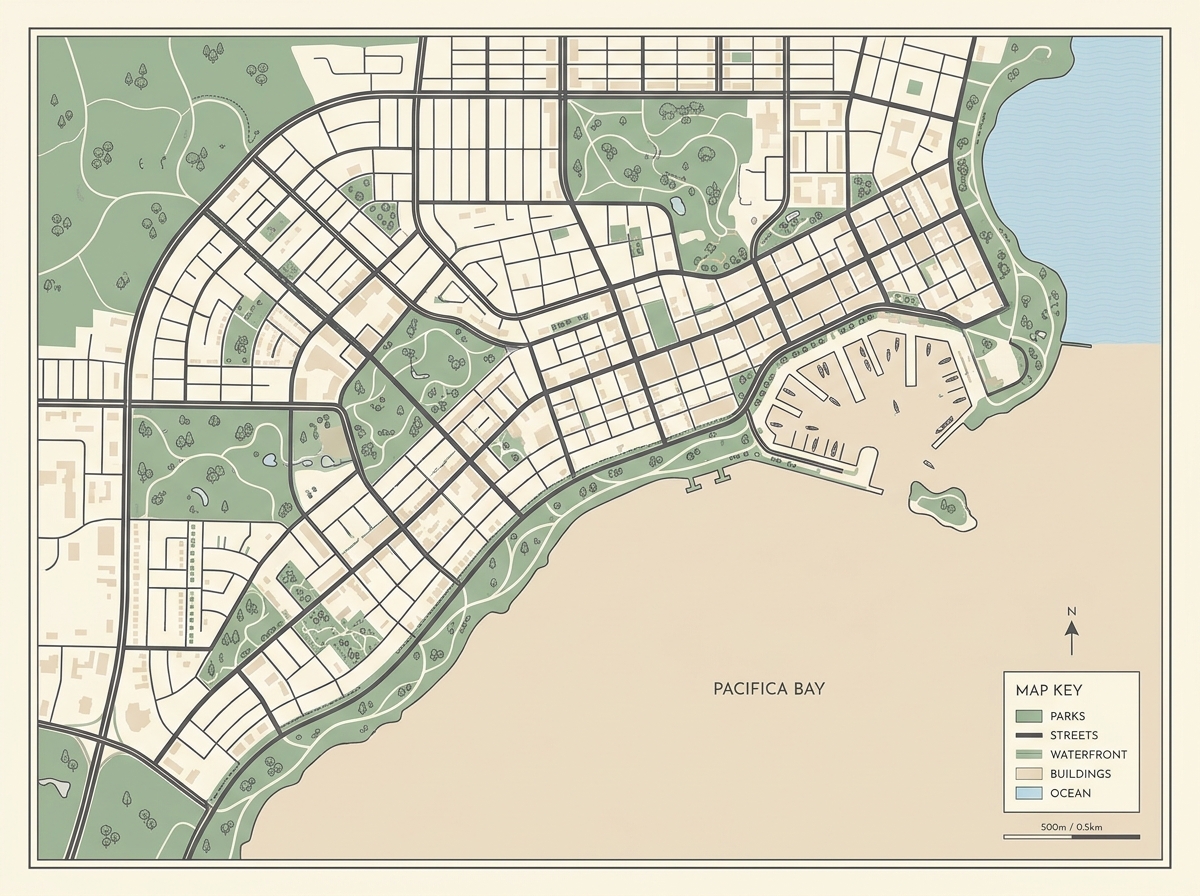 PACIFICA BAY
N
MAP KEY
PARKS
STREETS
WATERFRONT
BUILDINGS
OCEAN
500m / 0.5km